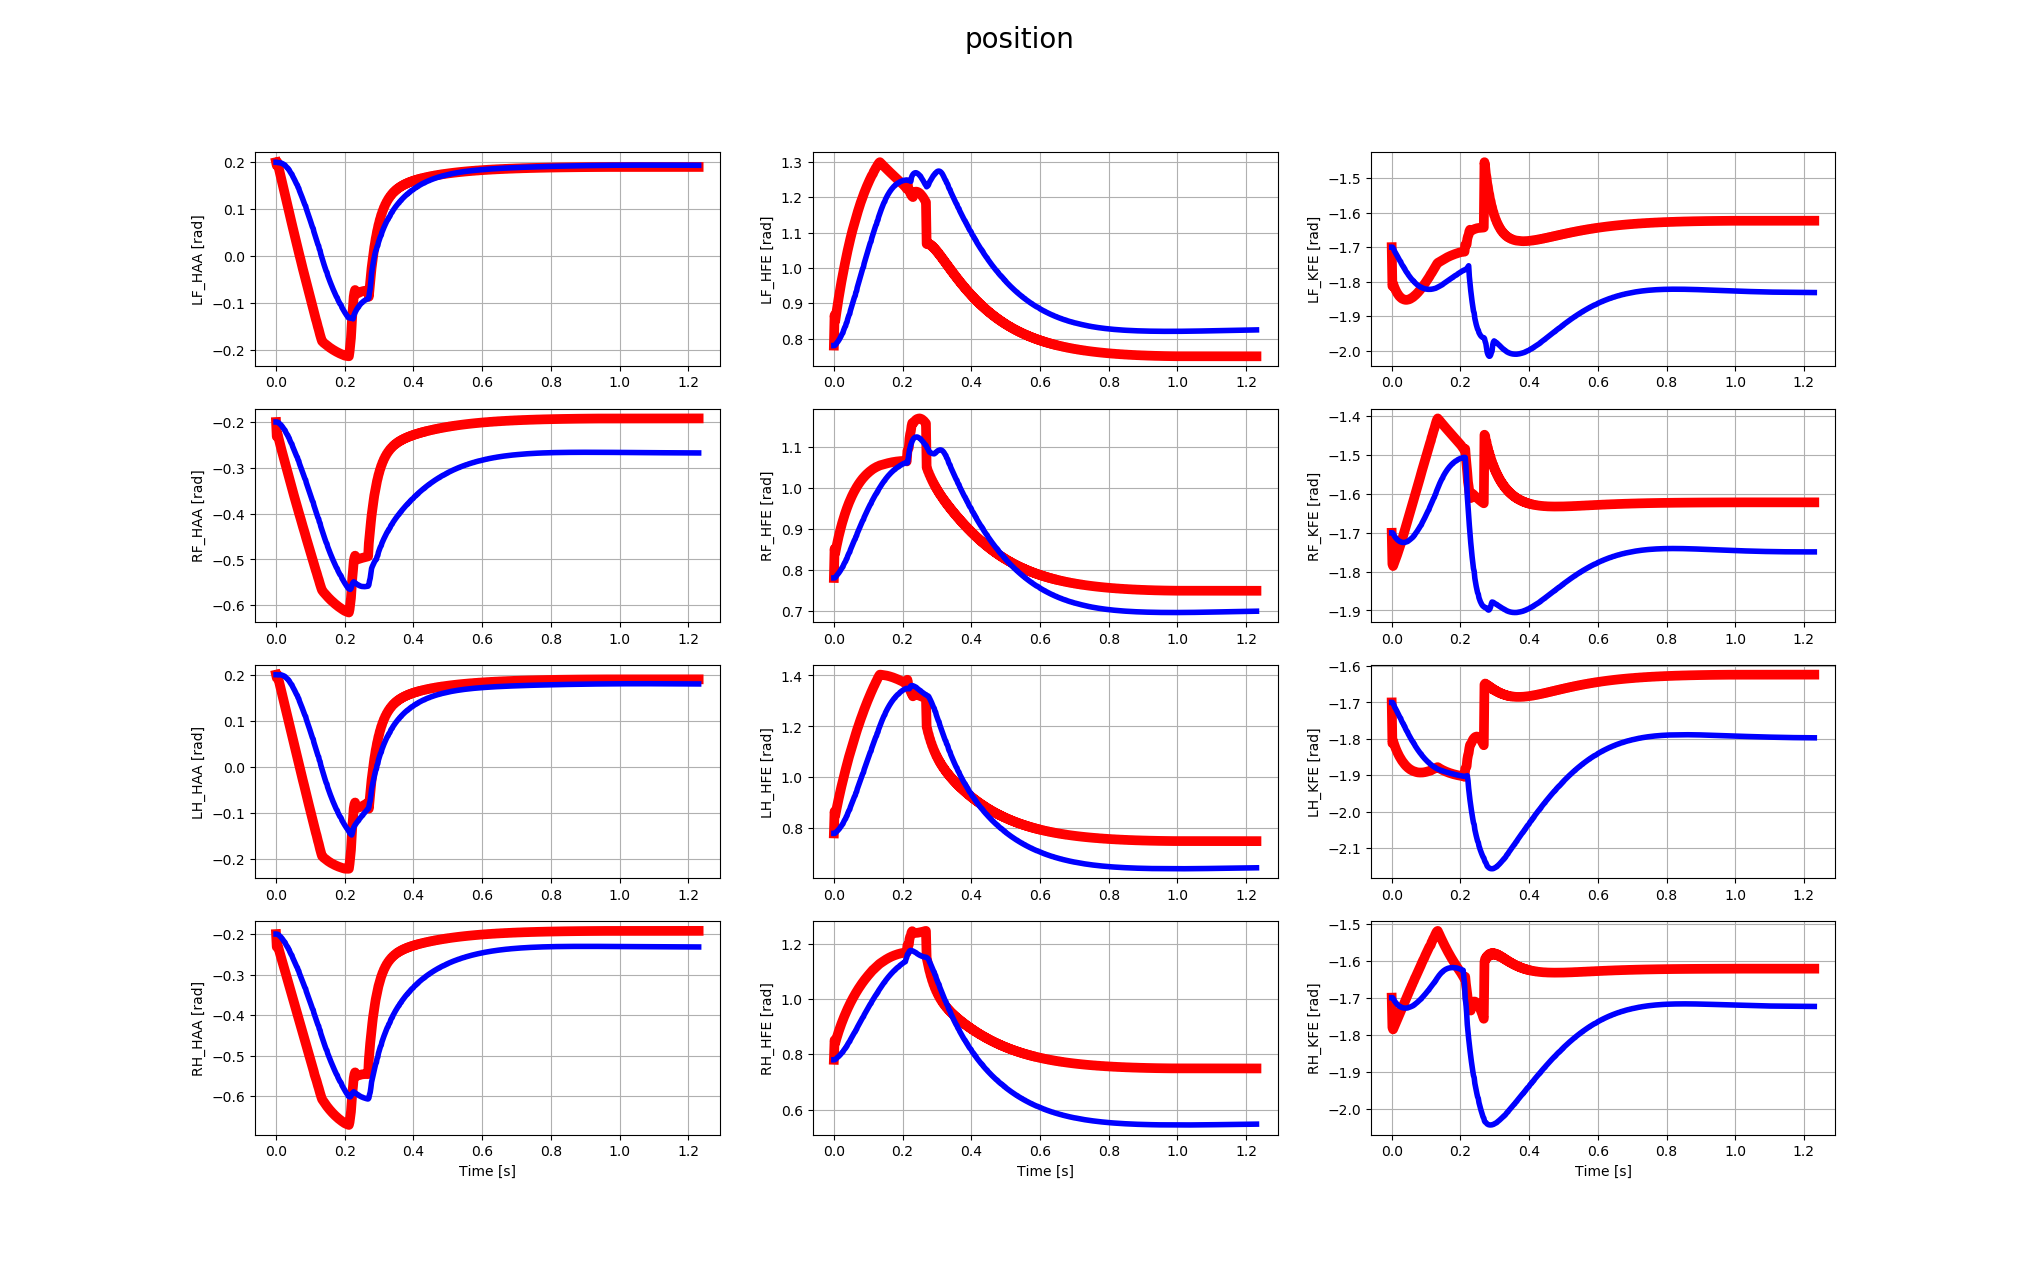 position
LF_HAA [rad]
0.2
0.1
0.0
−0.1
−0.2
0.0 0.2 0.4 0.6 0.8 1.0 1.2
LF_HFE [rad]
1.3
1.2
1.1
1.0
0.9
0.8
0.0 0.2 0.4 0.6 0.8 1.0 1.2
LF_KFE [rad]
−1.5
−1.6
−1.7
−1.8
−1.9
−2.0
0.0 0.2 0.4 0.6 0.8 1.0 1.2
RF_HAA [rad]
−0.2
−0.3
−0.4
−0.5
−0.6
0.0 0.2 0.4 0.6 0.8 1.0 1.2
RF_HFE [rad]
1.1
1.0
0.9
0.8
0.7
0.0 0.2 0.4 0.6 0.8 1.0 1.2
RF_KFE [rad]
−1.4
−1.5
−1.6
−1.7
−1.8
−1.9
0.0 0.2 0.4 0.6 0.8 1.0 1.2
LH_HAA [rad]
0.2
0.1
0.0
−0.1
−0.2
0.0 0.2 0.4 0.6 0.8 1.0 1.2
LH_HFE [rad]
1.4
1.2
1.0
0.8
0.0 0.2 0.4 0.6 0.8 1.0 1.2
LH_KFE [rad]
−1.6
−1.7
−1.8
−1.9
−2.0
−2.1
0.0 0.2 0.4 0.6 0.8 1.0 1.2
RH_HAA [rad]
−0.2
−0.3
−0.4
−0.5
−0.6
0.0 0.2 0.4 0.6 0.8 1.0 1.2
Time [s]
RH_HFE [rad]
1.2
1.0
0.8
0.6
0.0 0.2 0.4 0.6 0.8 1.0 1.2
Time [s]
RH_KFE [rad]
−1.5
−1.6
−1.7
−1.8
−1.9
−2.0
0.0 0.2 0.4 0.6 0.8 1.0 1.2
Time [s]